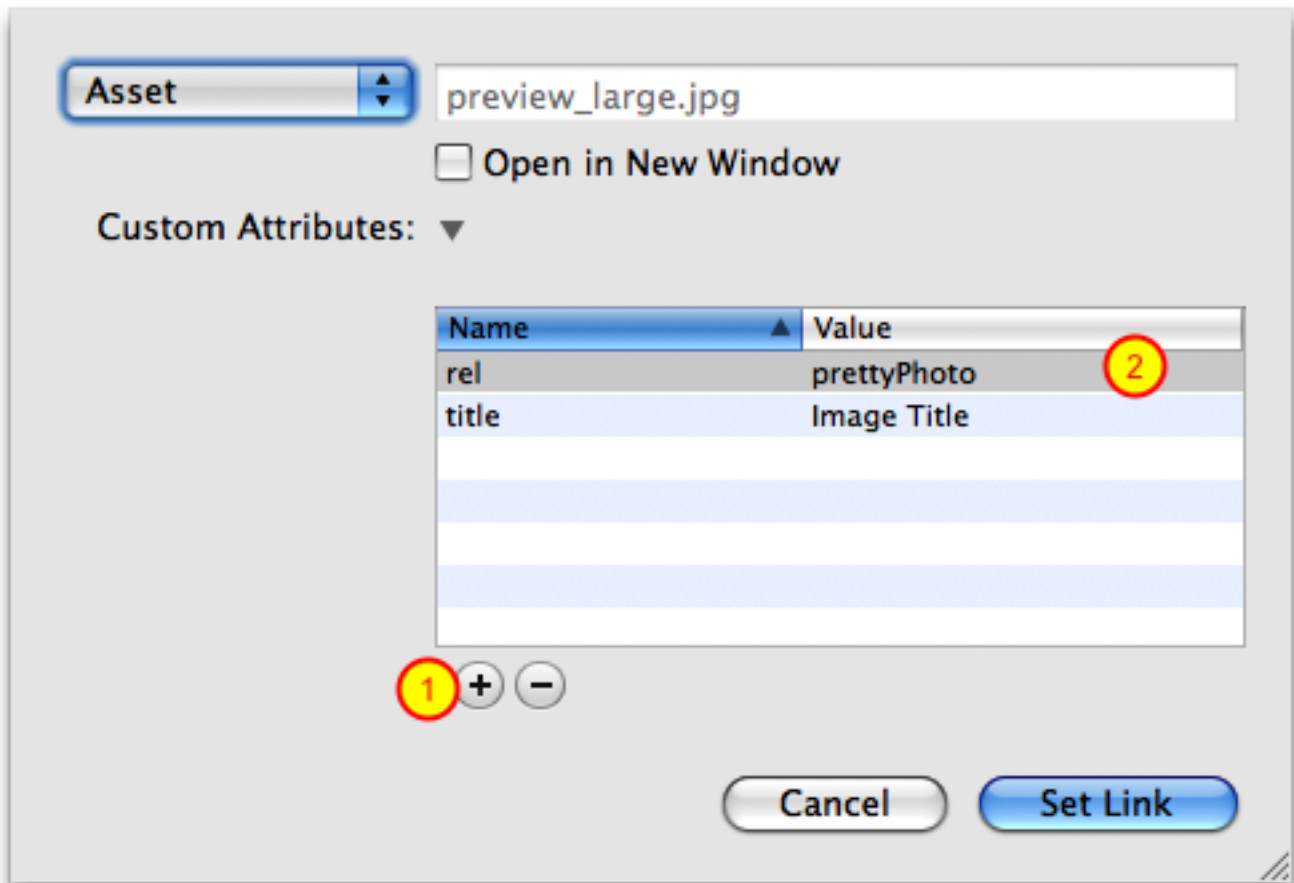 Asset
preview_large.jpg
Open in New Window
Custom Attributes:
Name Value
rel prettyPhoto 2
title Image Title
1 + −
Cancel Set Link